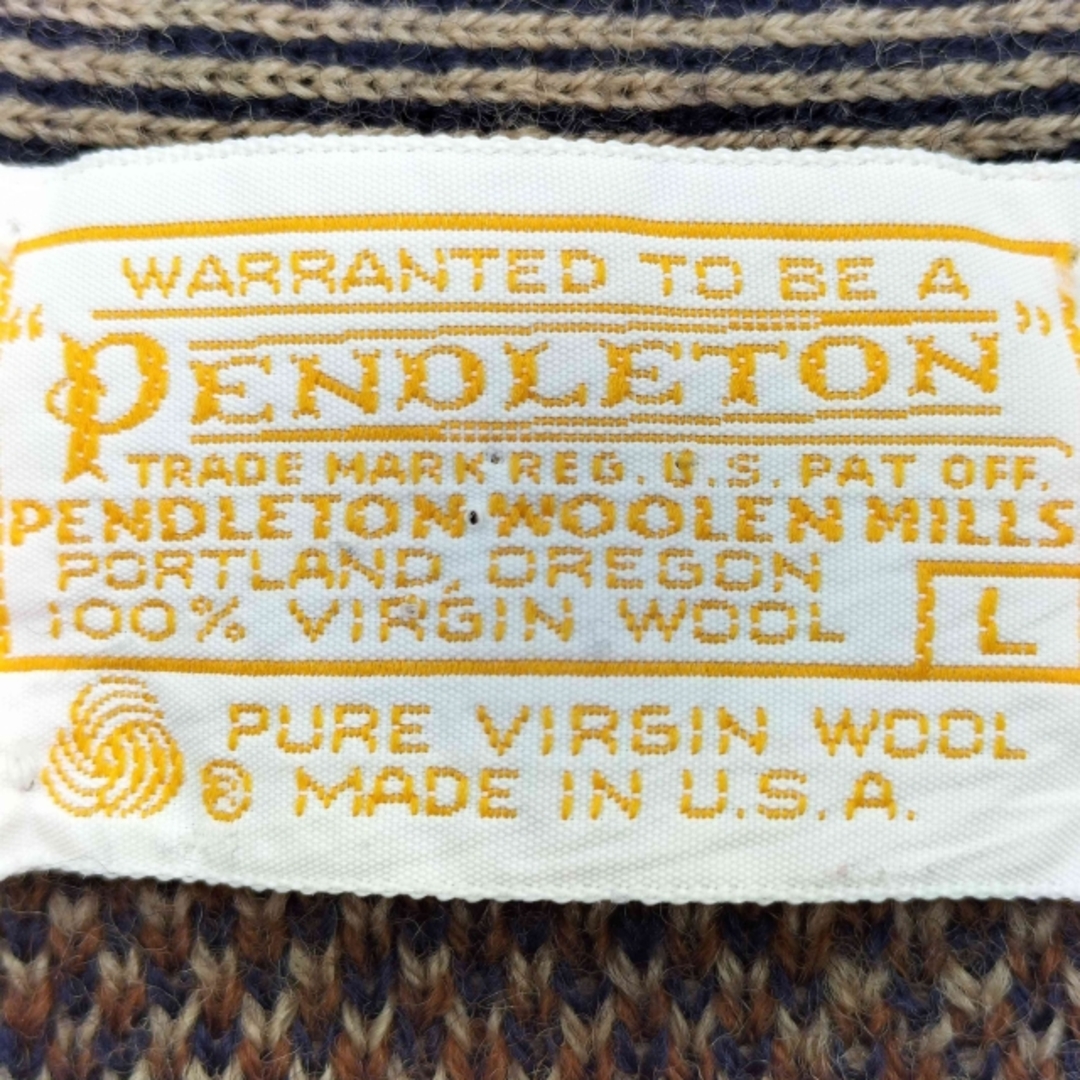 WARRANTED TO BE A
"PENDLETON"
TRADE MARK REG. U.S. PAT OFF.
PENDLETON WOOLEN MILLS
PORTLAND, OREGON
100% VIRGIN WOOL
L
PURE VIRGIN WOOL
® MADE IN U.S.A.